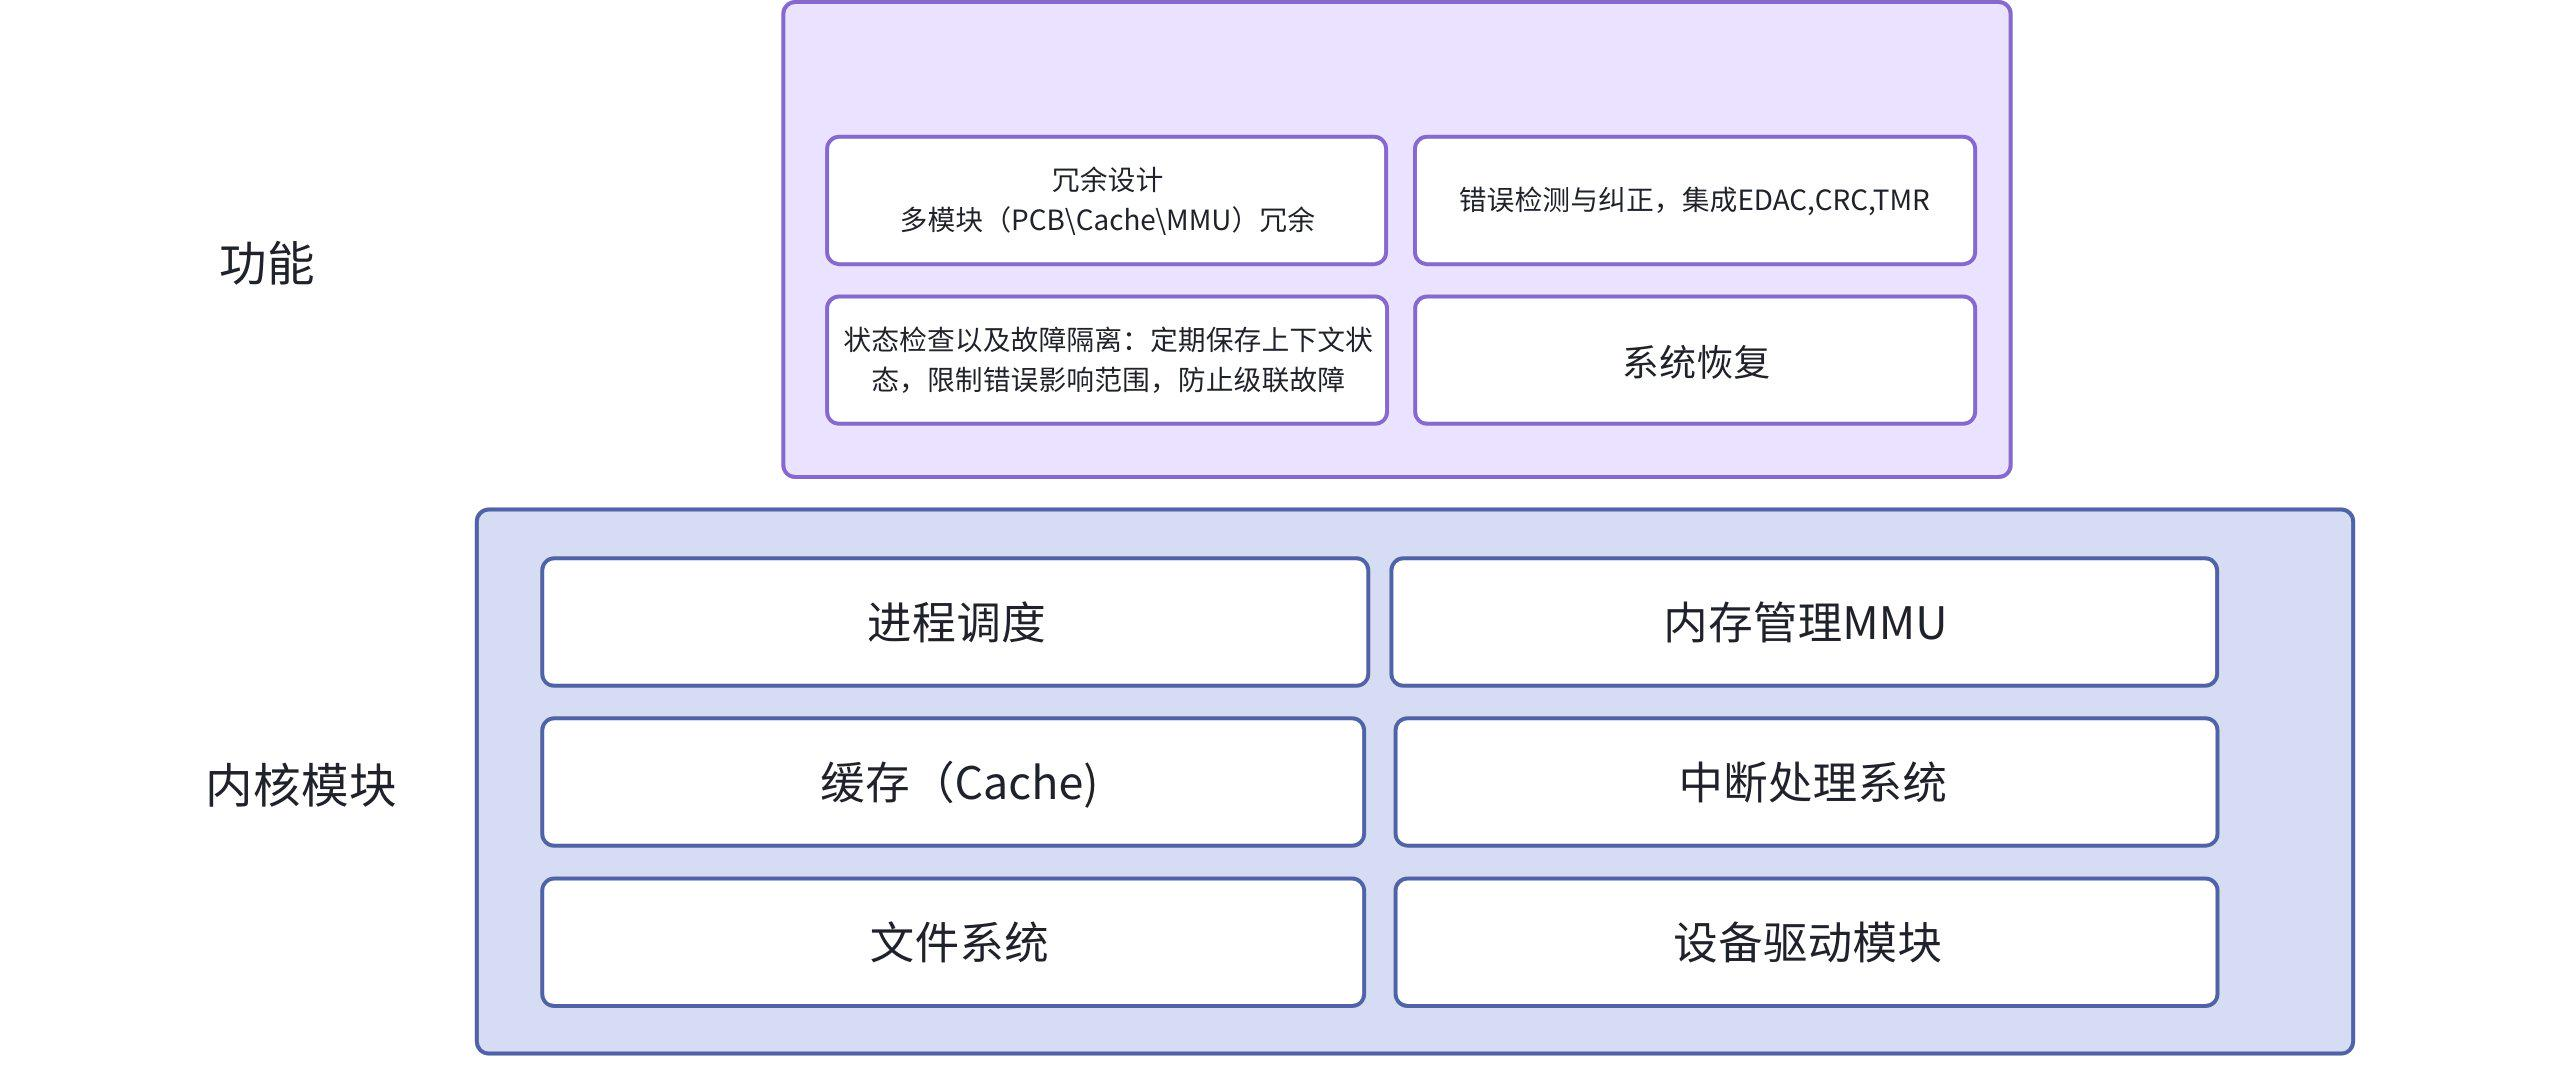 功能
冗余设计
多模块（PCB\Cache\MMU）冗余
错误检测与纠正，集成EDAC,CRC,TMR
状态检查以及故障隔离：定期保存上下文状
态，限制错误影响范围，防止级联故障
系统恢复
内核模块
进程调度
内存管理MMU
缓存（Cache)
中断处理系统
文件系统
设备驱动模块